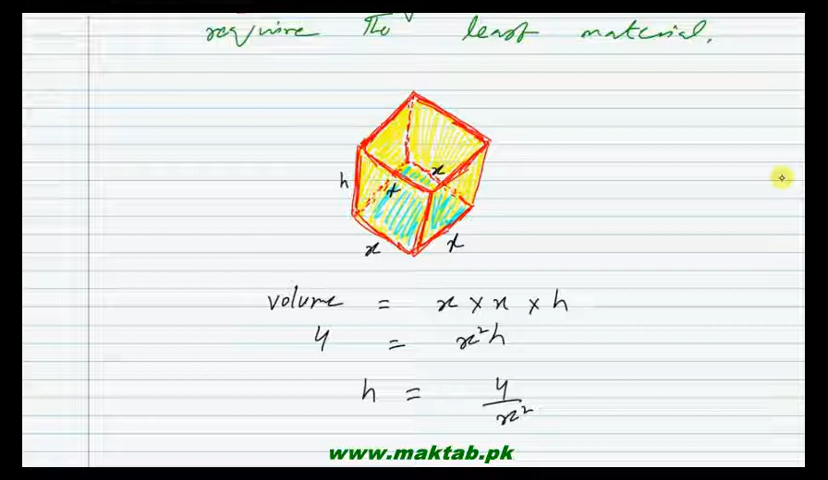 require the least material.
x
h
x
x
x
volume = x × x × h
4 = x²h
h = 4/x²
www.maktab.pk